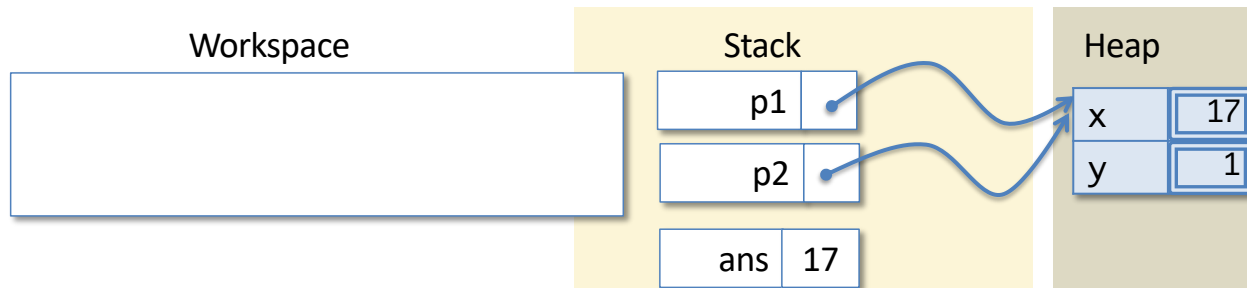 Workspace
Stack
Heap
p1
x 17
p2
y 1
ans 17